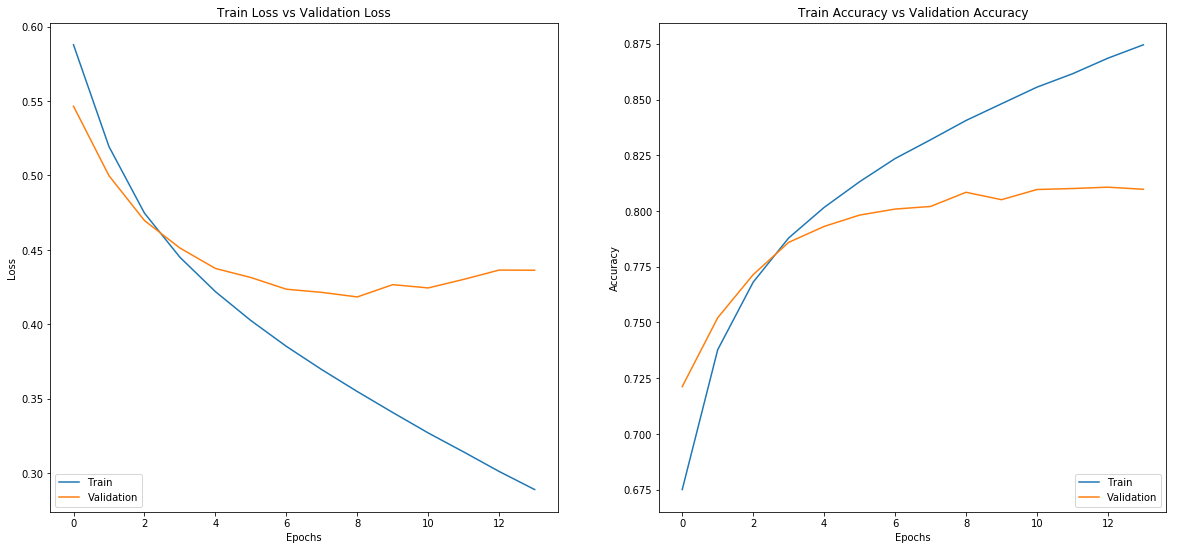 Train Loss vs Validation Loss
0.60
0.55
0.50
0.45
0.40
0.35
0.30
Loss
Train
Validation
0 2 4 6 8 10 12
Epochs
Train Accuracy vs Validation Accuracy
0.875
0.850
0.825
0.800
0.775
0.750
0.725
0.700
0.675
Accuracy
Train
Validation
0 2 4 6 8 10 12
Epochs